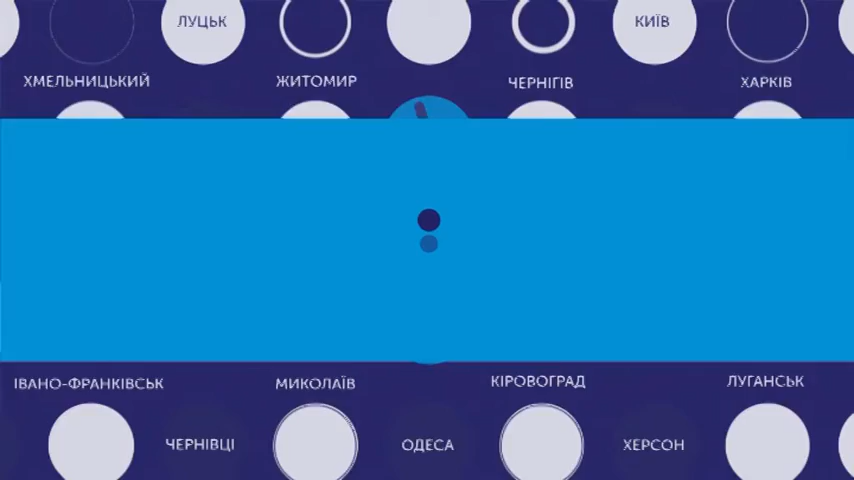 ЛУЦЬК
КИЇВ
ХМЕЛЬНИЦЬКИЙ
ЖИТОМИР
ЧЕРНІГІВ
ХАРКІВ
ІВАНО-ФРАНКІВСЬК
МИКОЛАЇВ
КІРОВОГРАД
ЛУГАНСЬК
ЧЕРНІВЦІ
ОДЕСА
ХЕРСОН